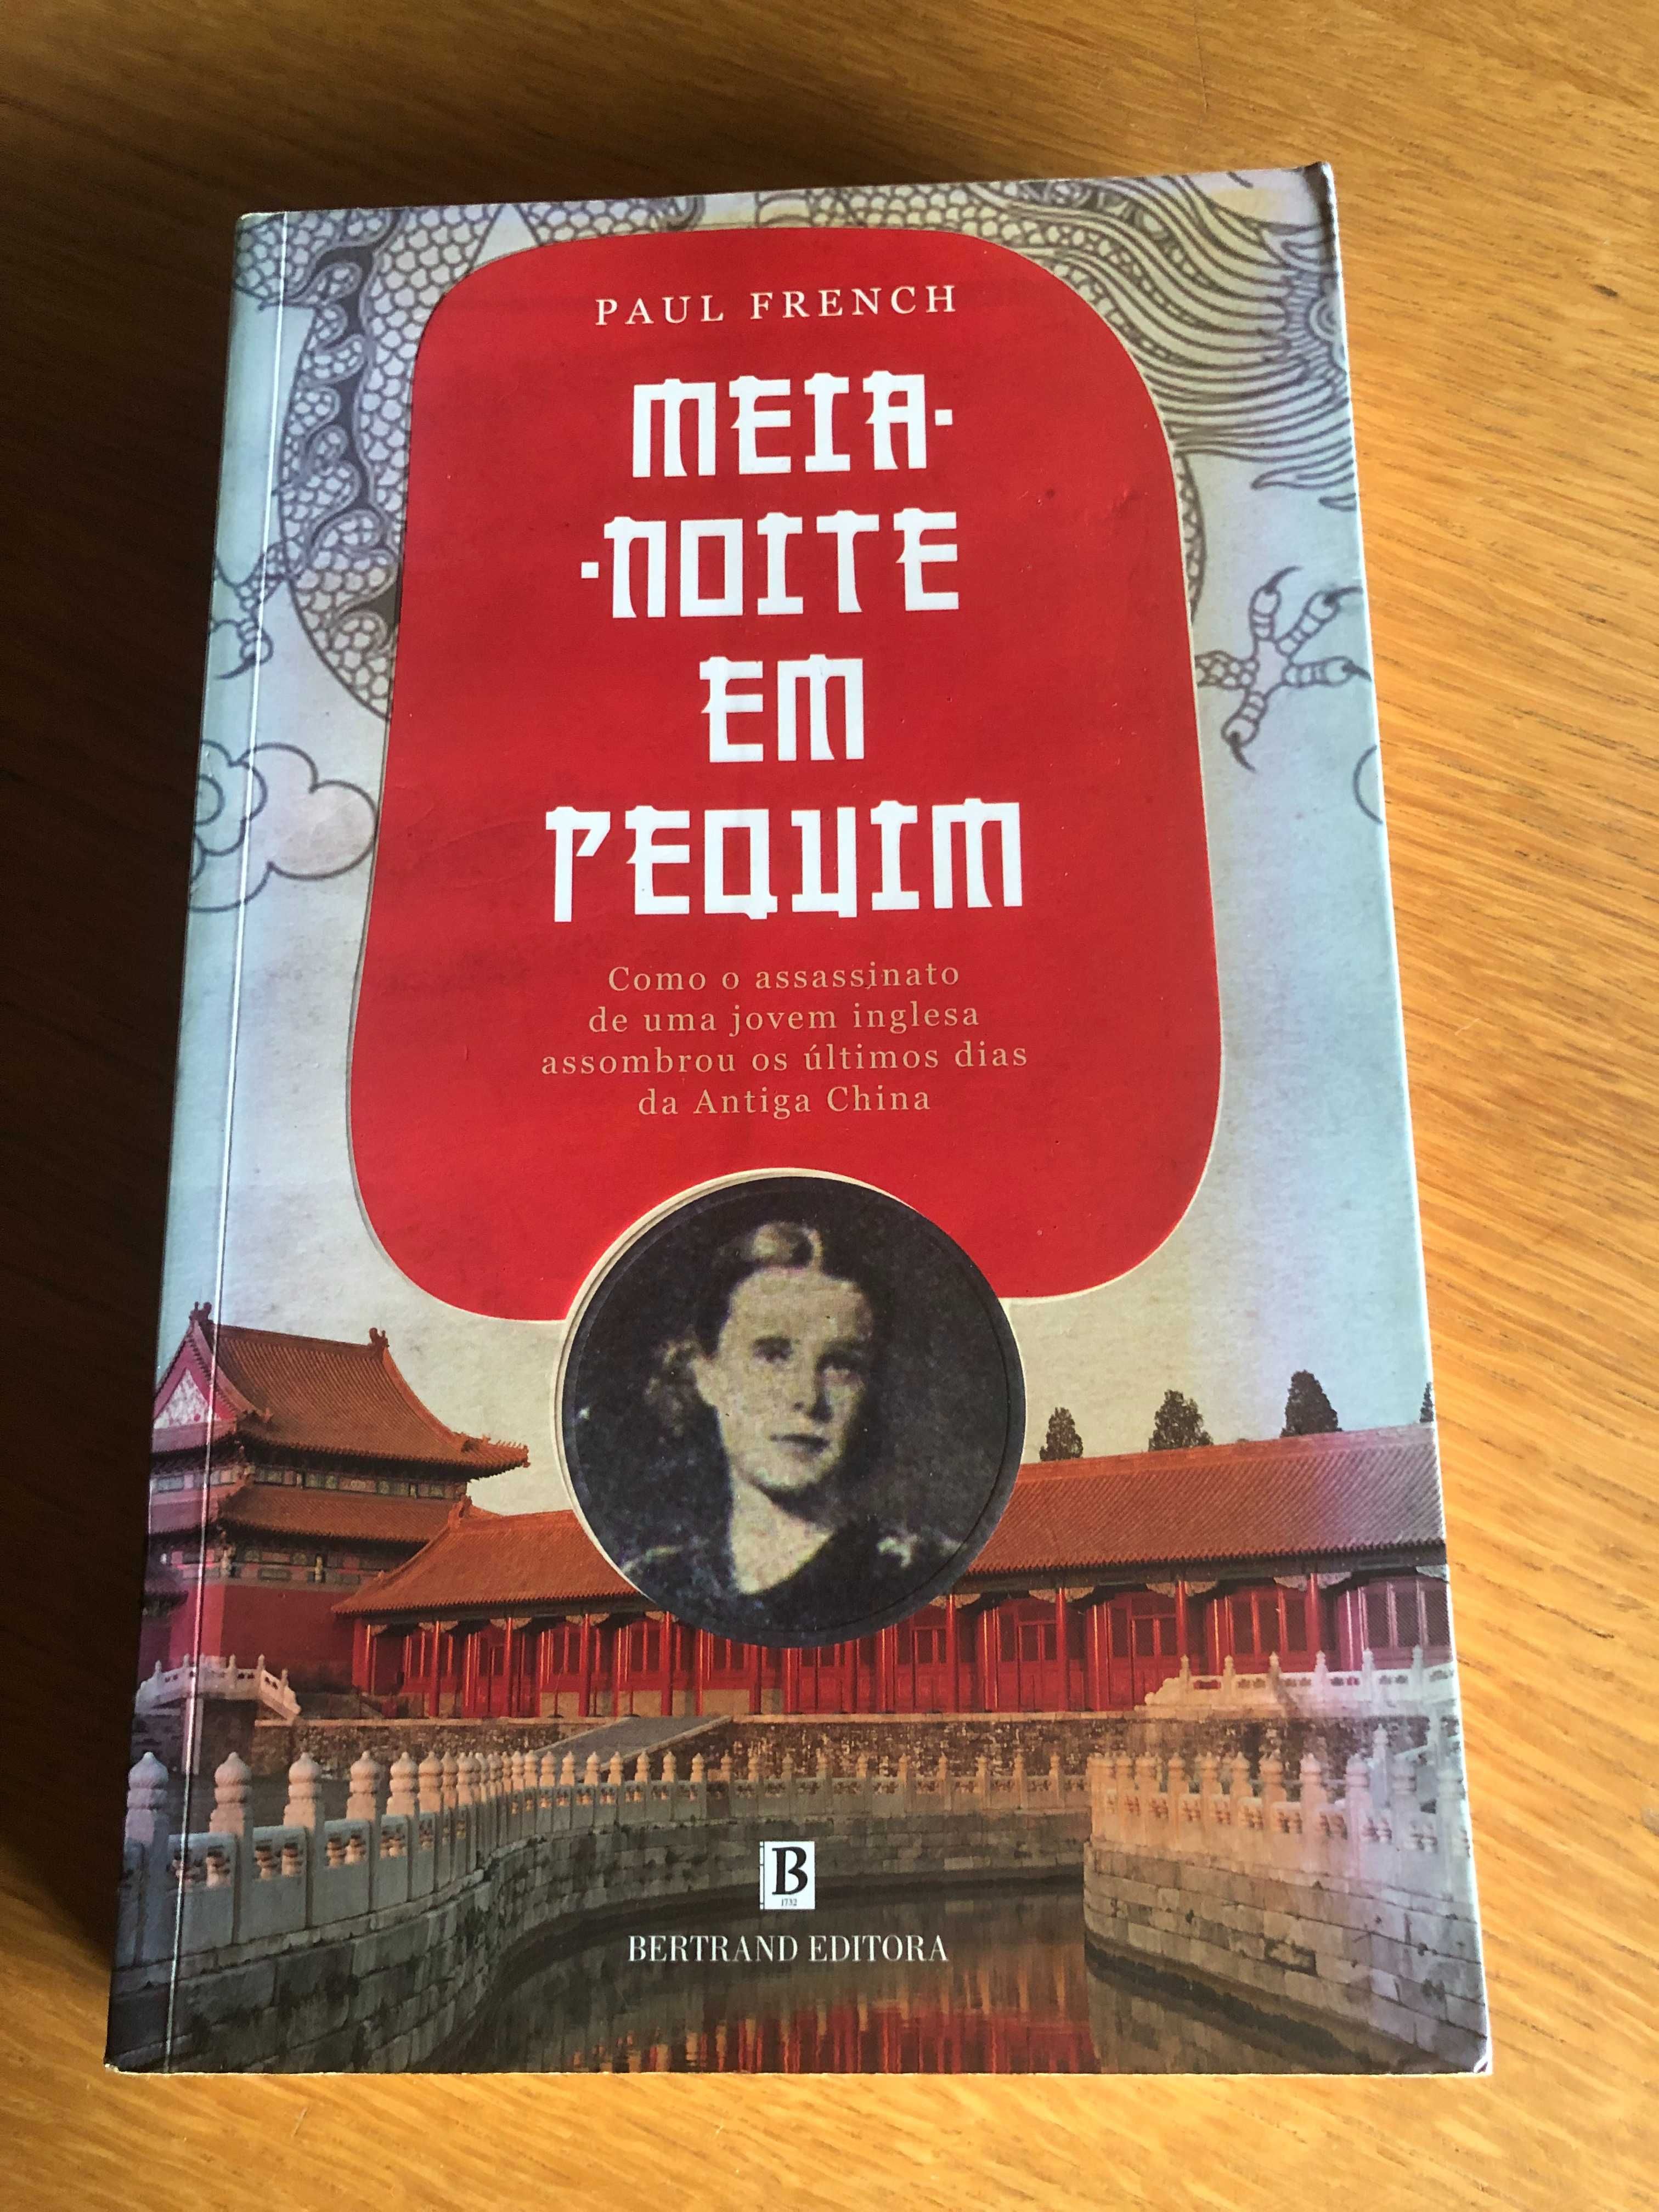 PAUL FRENCH
MEIA-
-NOITE
EM
PEQUIM
Como o assassinato
de uma jovem inglesa
assombrou os últimos dias
da Antiga China
B
1732
BERTRAND EDITORA